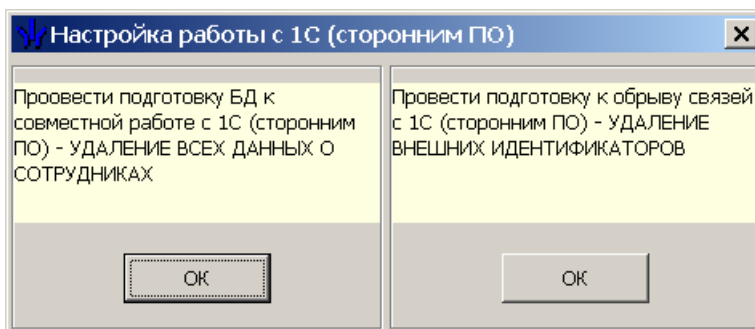 Настройка работы с 1С (сторонним ПО)
Проовести подготовку БД к
совместной работе с 1С (сторонним
ПО) - УДАЛЕНИЕ ВСЕХ ДАННЫХ О
СОТРУДНИКАХ
ОК
Провести подготовку к обрыву связей
с 1С (сторонним ПО) - УДАЛЕНИЕ
ВНЕШНИХ ИДЕНТИФИКАТОРОВ
ОК